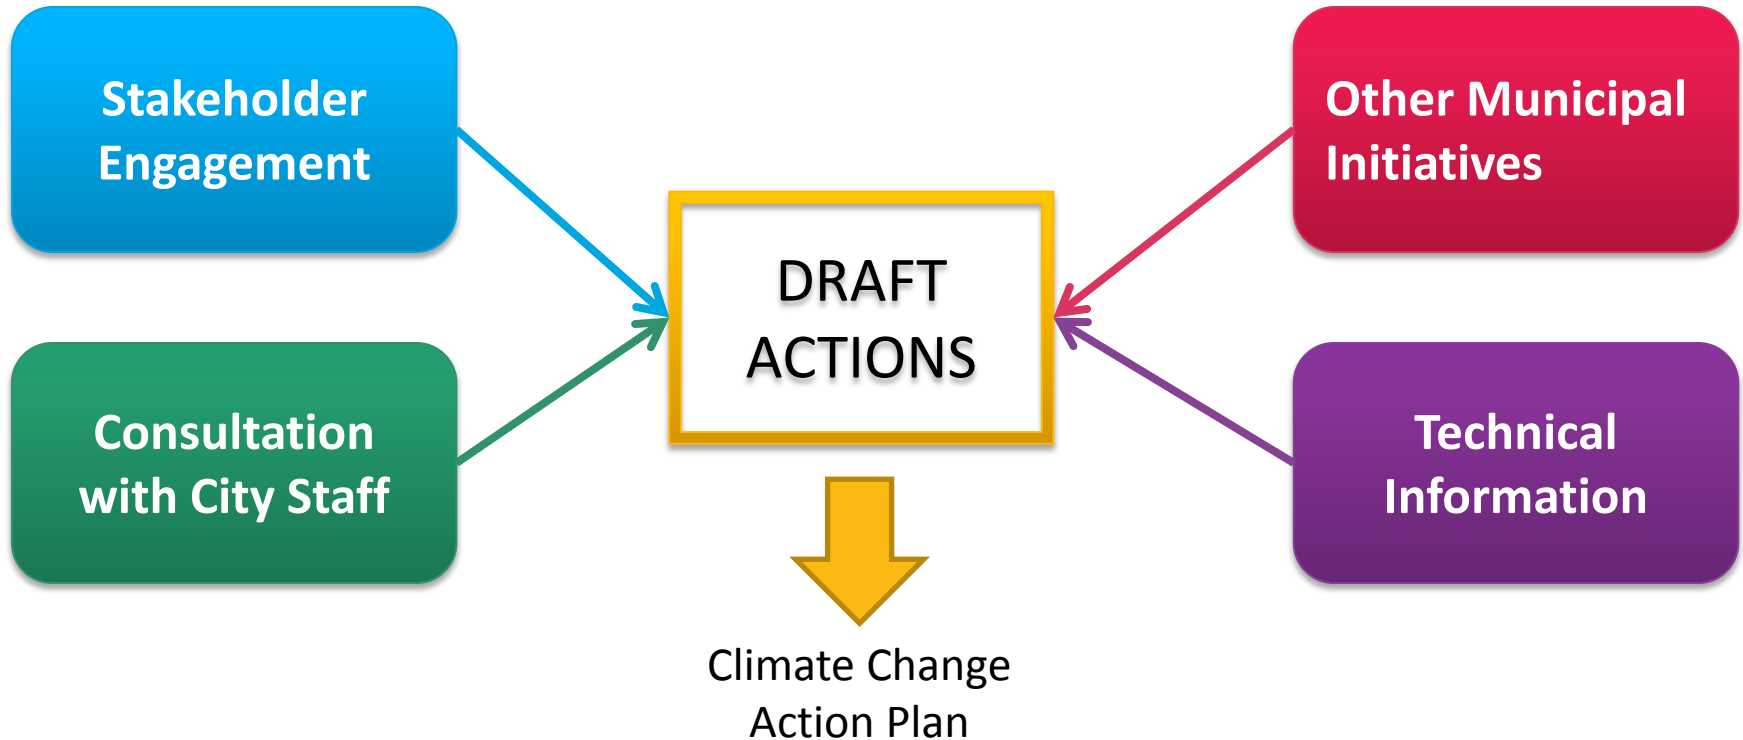 Stakeholder
Engagement
Other Municipal
Initiatives
DRAFT
ACTIONS
Consultation
with City Staff
Technical
Information
Climate Change
Action Plan